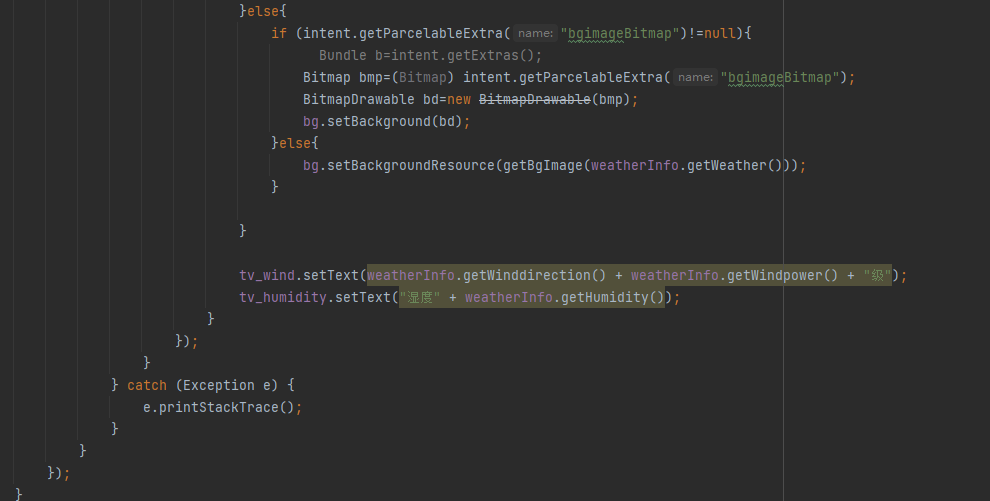 }else{
if (intent.getParcelableExtra( name: "bgimageBitmap")!=null){
Bundle b=intent.getExtras();
Bitmap bmp=(Bitmap) intent.getParcelableExtra( name: "bgimageBitmap");
BitmapDrawable bd=new BitmapDrawable(bmp);
bg.setBackground(bd);
}else{
bg.setBackgroundResource(getBgImage(weatherInfo.getWeather()));
}
}
tv_wind.setText(weatherInfo.getWinddirection() + weatherInfo.getWindpower() + "级");
tv_humidity.setText("湿度" + weatherInfo.getHumidity());
}
});
}
} catch (Exception e) {
e.printStackTrace();
}
}
});
}